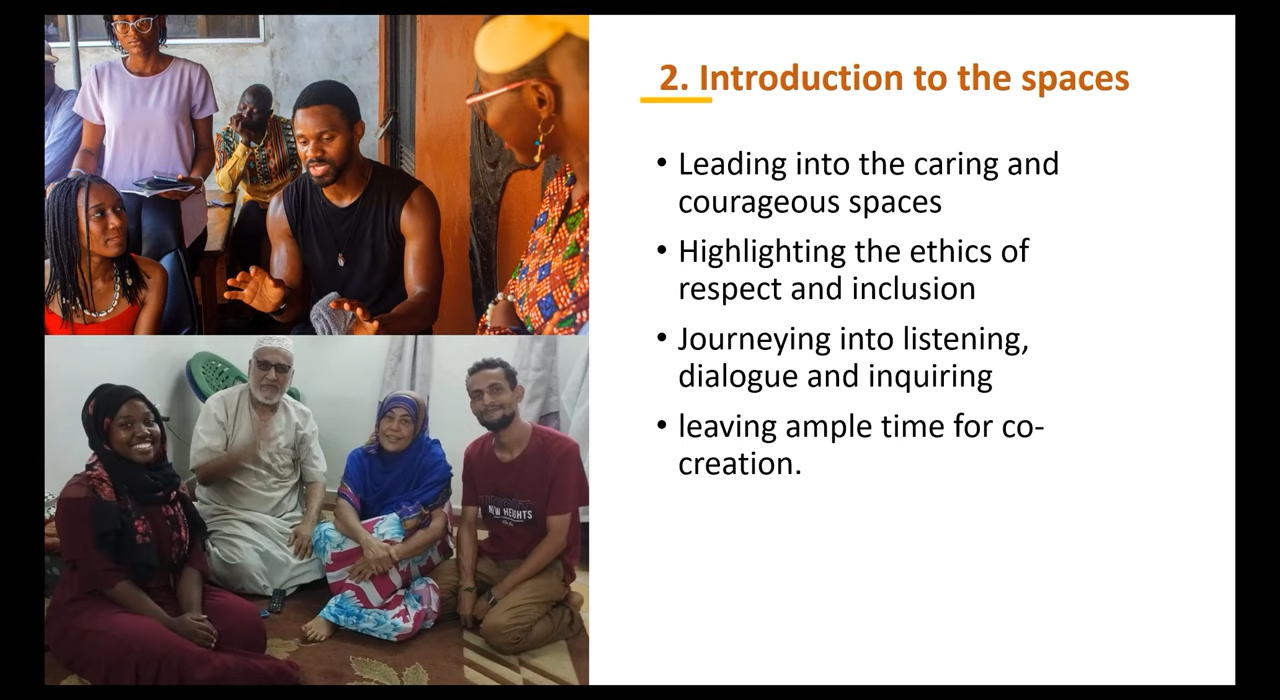 2. Introduction to the spaces
• Leading into the caring and
courageous spaces
• Highlighting the ethics of
respect and inclusion
• Journeying into listening,
dialogue and inquiring
• leaving ample time for co-
creation.
NEW HEIGHTS